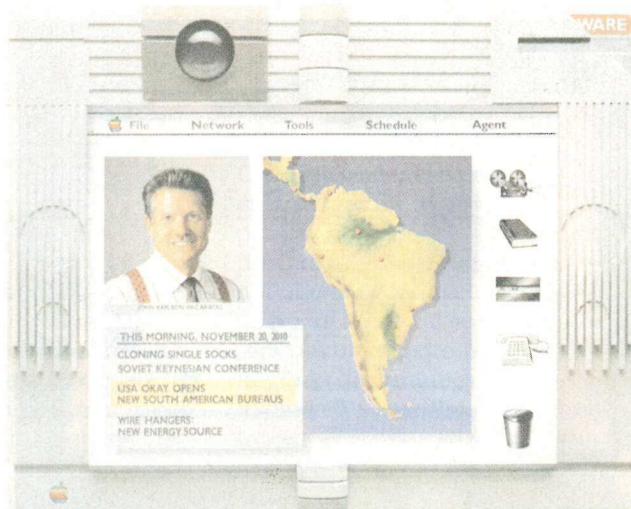 WARE
File Network Tools Schedule Agent
THIS MORNING, NOVEMBER 20, 2010
CLONING SINGLE SOCKS
SOVIET KEYNESIAN CONFERENCE
USA OKAY OPENS
NEW SOUTH AMERICAN BUREAUS
WIRE HANGERS:
NEW ENERGY SOURCE